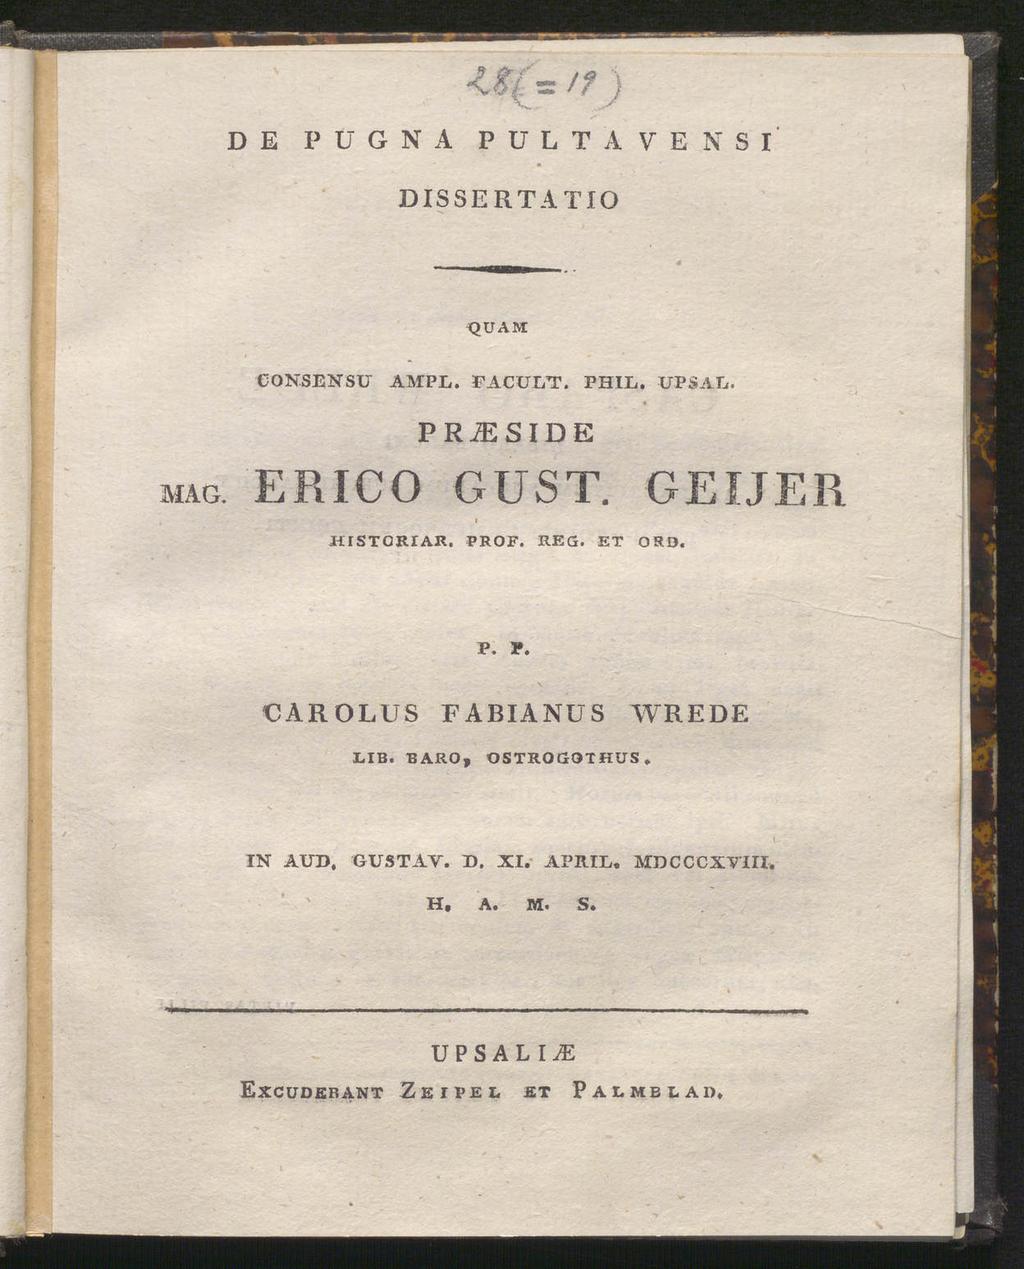 28(=19)
DE PUGNA PULTAVENSI
DISSERTATIO
QUAM
CONSENSU AMPL. FACULT. PHIL. UPSAL.
PRÆSIDE
MAG. ERICO GUST. GEIJER
HISTORIAR. PROF. REG. ET ORD.
P. P.
CAROLUS FABIANUS WREDE
LIB. BARO, OSTROGOTHUS.
IN AUD. GUSTAV. D. XI. APRIL. MDCCCXVIII.
H. A. M. S.
UPSALIÆ
EXCUDEBANT ZEIPEL ET PALMBLAD.